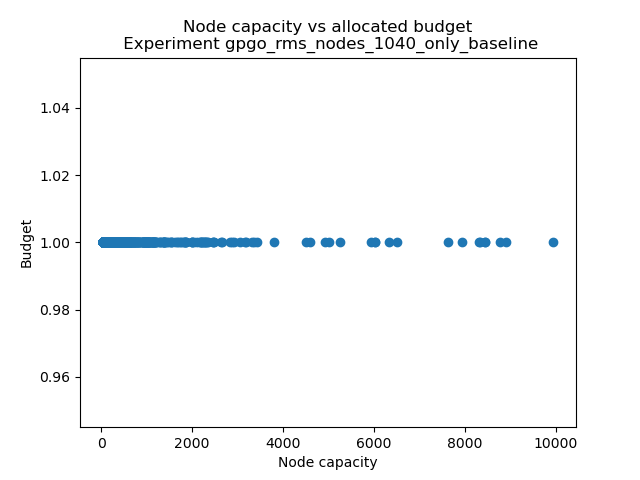 Node capacity vs allocated budget
Experiment gpgo_rms_nodes_1040_only_baseline
1.04
1.02
1.00
0.98
0.96
Budget
0
2000
4000
6000
8000
10000
Node capacity